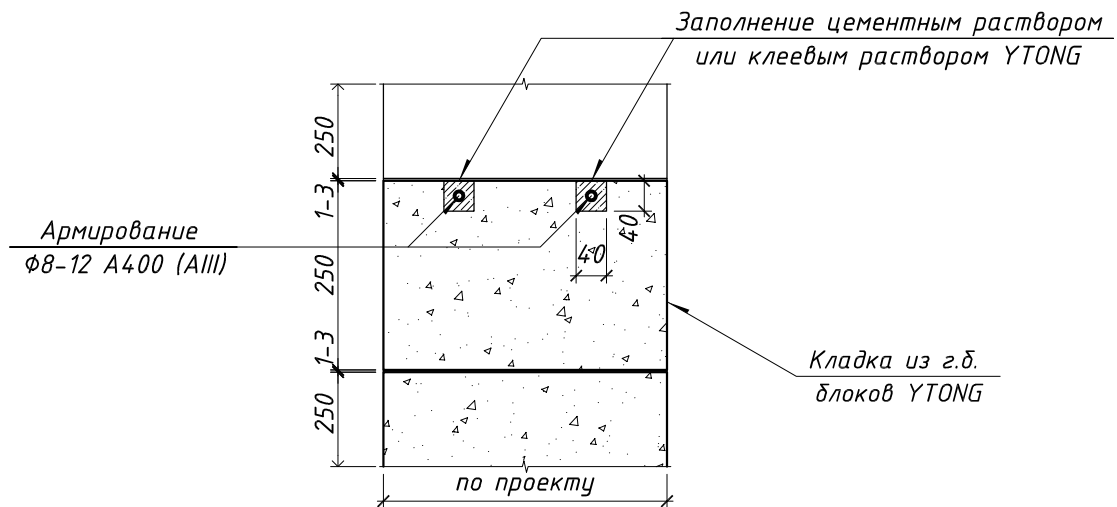 Заполнение цементным раствором
или клеевым раствором YTONG
250
1-3
Армирование
Ф8-12 А400 (АIII)
40
40
250
1-3
Кладка из г.б.
блоков YTONG
250
по проекту